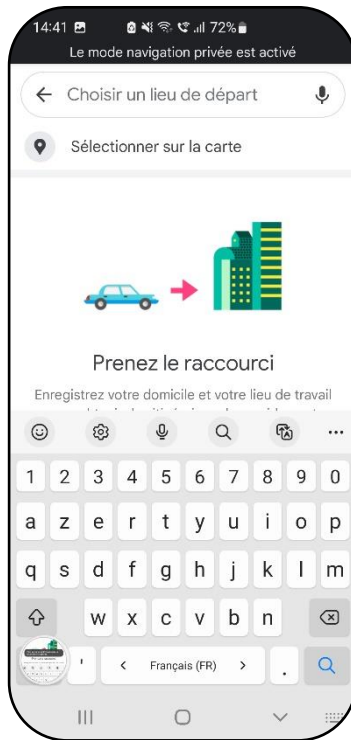 14:41 72%
Le mode navigation privée est activé
Choisir un lieu de départ
Sélectionner sur la carte
Prenez le raccourci
Enregistrez votre domicile et votre lieu de travail
1 2 3 4 5 6 7 8 9 0
a z e r t y u i o p
q s d f g h j k l m
w x c v b n
' Français (FR) .